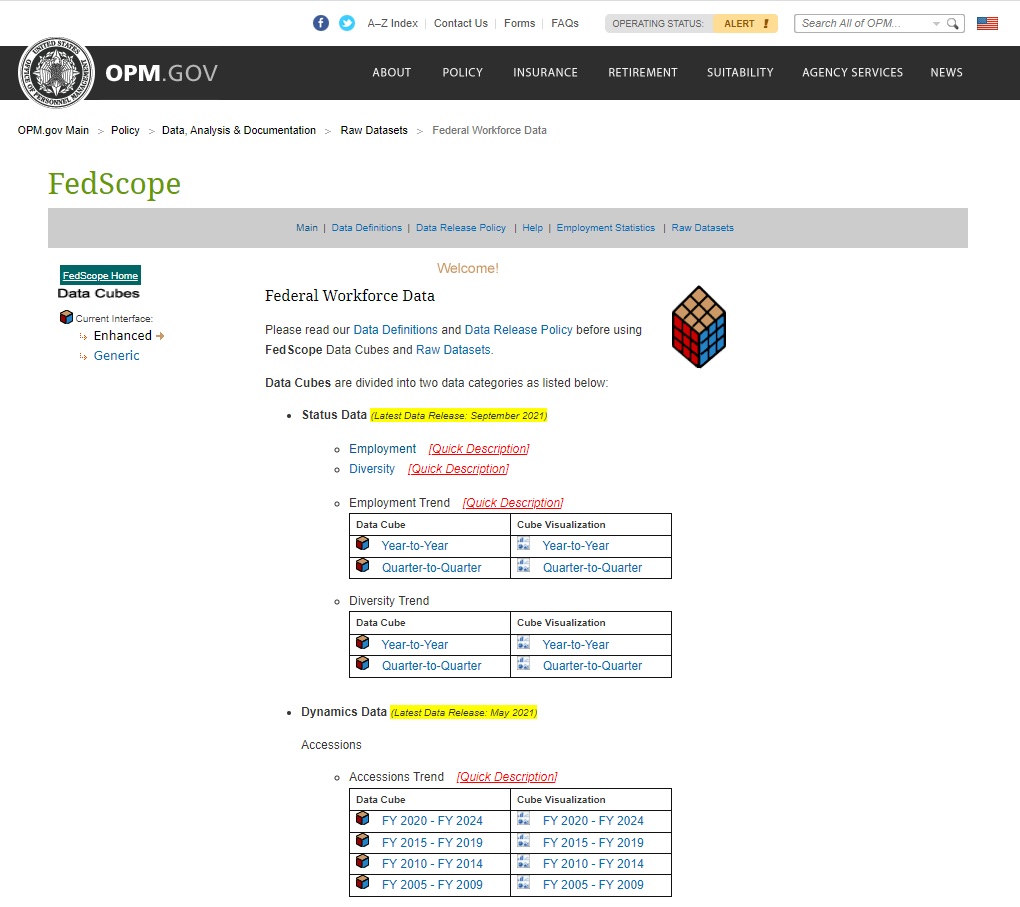 A–Z Index | Contact Us | Forms | FAQs OPERATING STATUS: ALERT ! Search All of OPM...
OPM.GOV ABOUT POLICY INSURANCE RETIREMENT SUITABILITY AGENCY SERVICES NEWS
UNITED STATES OFFICE OF PERSONNEL MANAGEMENT
OPM.gov Main > Policy > Data, Analysis & Documentation > Raw Datasets > Federal Workforce Data
FedScope
Main | Data Definitions | Data Release Policy | Help | Employment Statistics | Raw Datasets
Welcome!
FedScope Home
Data Cubes
Current Interface:
Enhanced
Generic
Federal Workforce Data
Please read our Data Definitions and Data Release Policy before using
FedScope Data Cubes and Raw Datasets.
Data Cubes are divided into two data categories as listed below:
• Status Data (Latest Data Release: September 2021)
Employment [Quick Description]
Diversity [Quick Description]
Employment Trend [Quick Description]
Data Cube Cube Visualization
Year-to-Year Year-to-Year
Quarter-to-Quarter Quarter-to-Quarter
Diversity Trend
Data Cube Cube Visualization
Year-to-Year Year-to-Year
Quarter-to-Quarter Quarter-to-Quarter
• Dynamics Data (Latest Data Release: May 2021)
Accessions
Accessions Trend [Quick Description]
Data Cube Cube Visualization
FY 2020 - FY 2024 FY 2020 - FY 2024
FY 2015 - FY 2019 FY 2015 - FY 2019
FY 2010 - FY 2014 FY 2010 - FY 2014
FY 2005 - FY 2009 FY 2005 - FY 2009